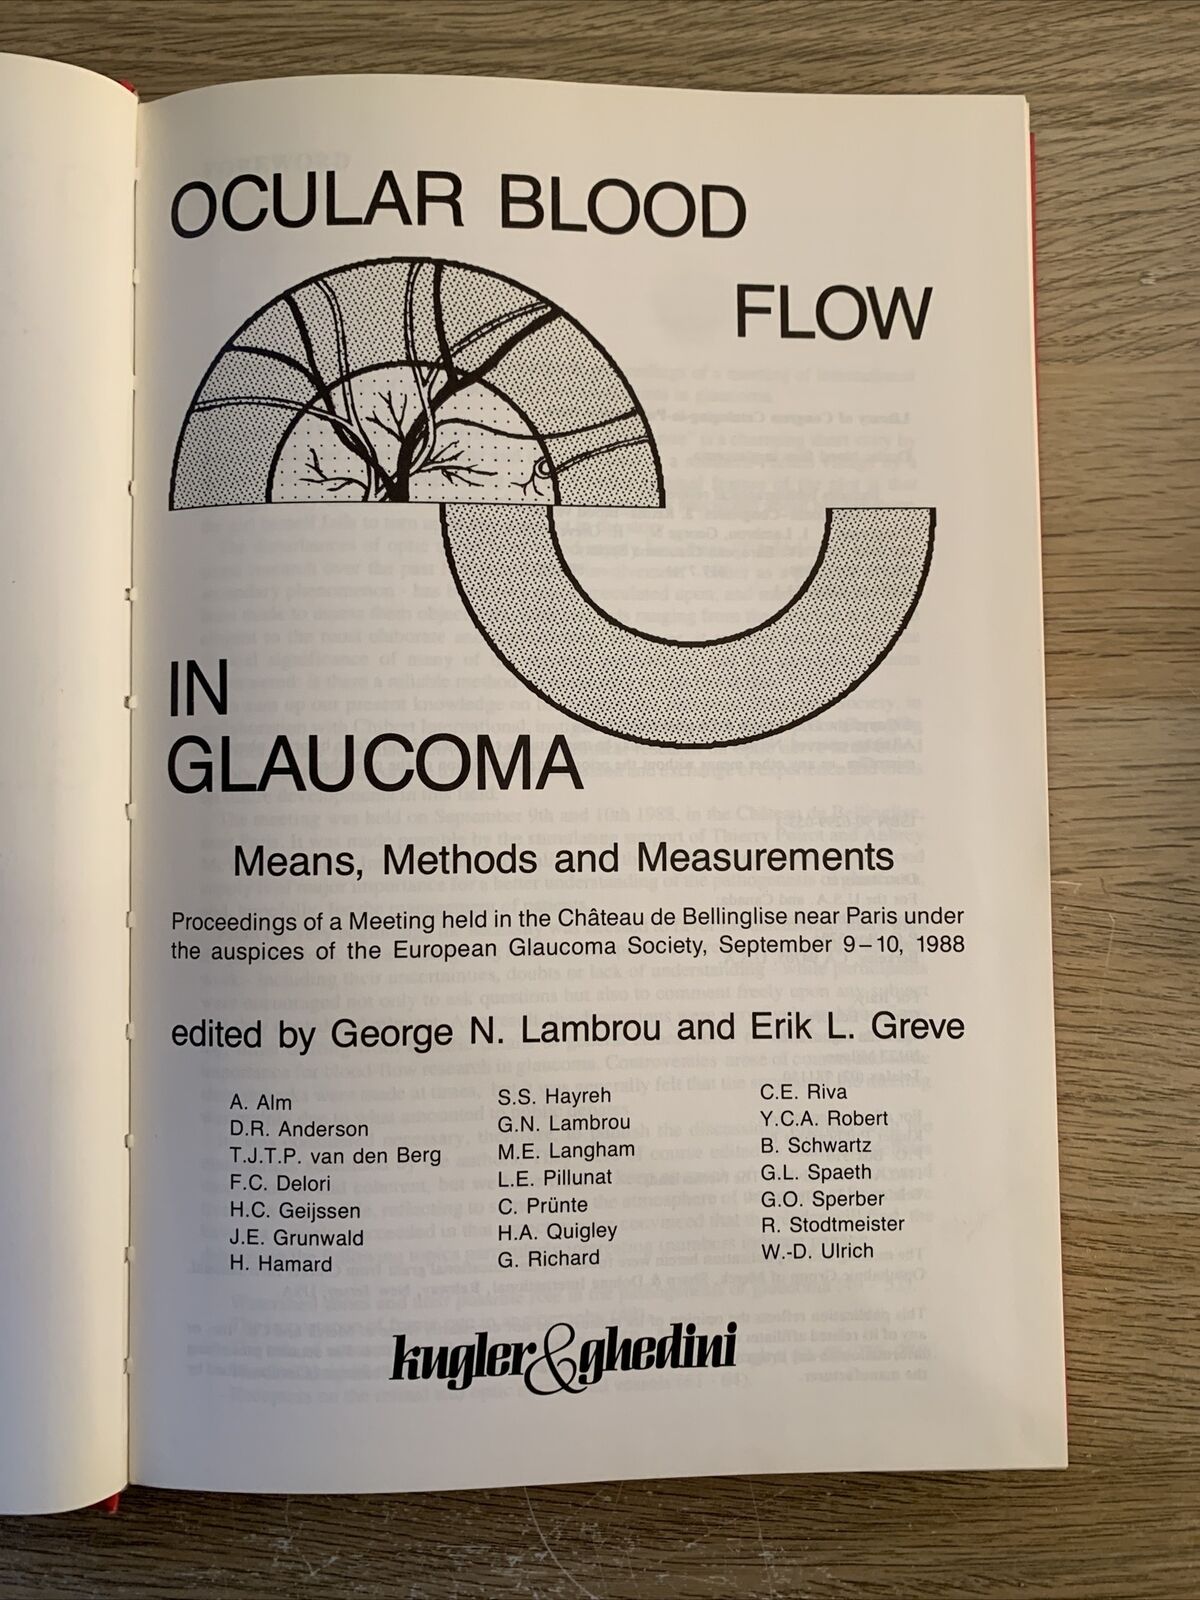 OCULAR BLOOD
FLOW
IN
GLAUCOMA
Means, Methods and Measurements
Proceedings of a Meeting held in the Château de Bellinglise near Paris under
the auspices of the European Glaucoma Society, September 9–10, 1988
edited by George N. Lambrou and Erik L. Greve
A. Alm
D.R. Anderson
T.J.T.P. van den Berg
F.C. Delori
H.C. Geijssen
J.E. Grunwald
H. Hamard
S.S. Hayreh
G.N. Lambrou
M.E. Langham
L.E. Pillunat
C. Prünte
H.A. Quigley
G. Richard
C.E. Riva
Y.C.A. Robert
B. Schwartz
G.L. Spaeth
G.O. Sperber
R. Stodtmeister
W.-D. Ulrich
kugler&ghedini